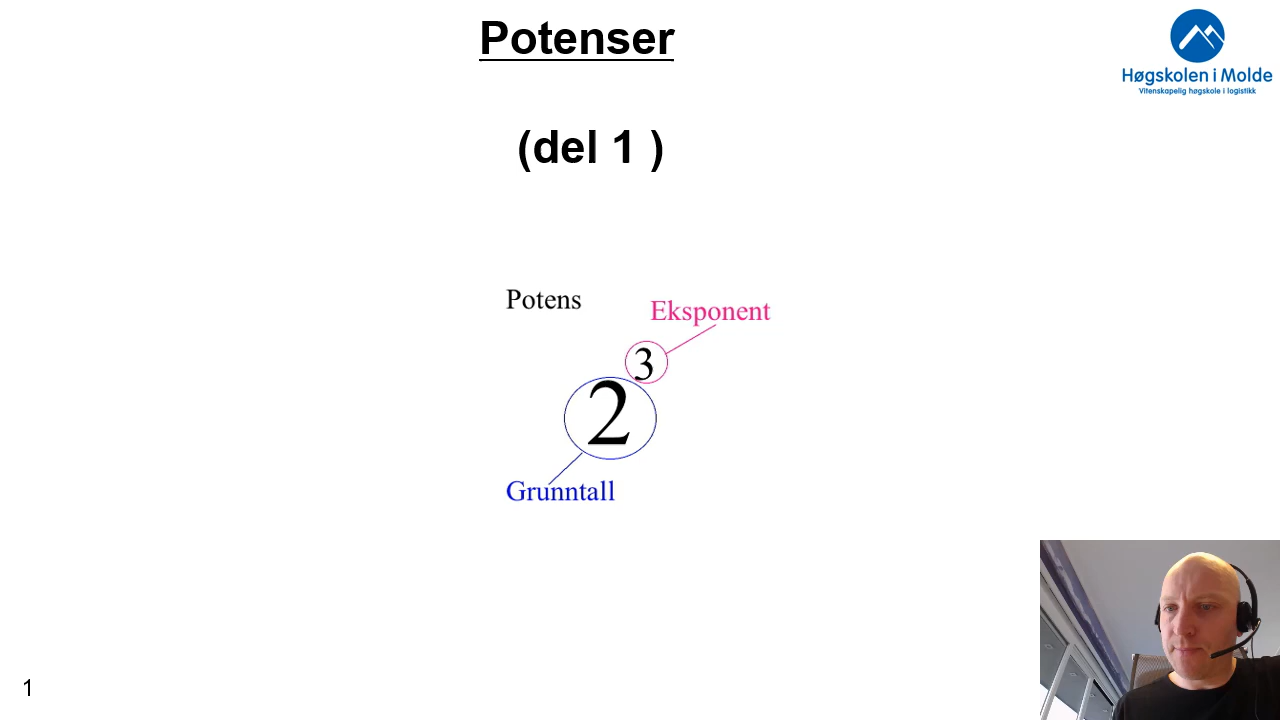 Potenser
Høgskolen i Molde
Vitenskapelig høgskole i logistikk
(del 1 )
Potens
Eksponent
3
2
Grunntall
1